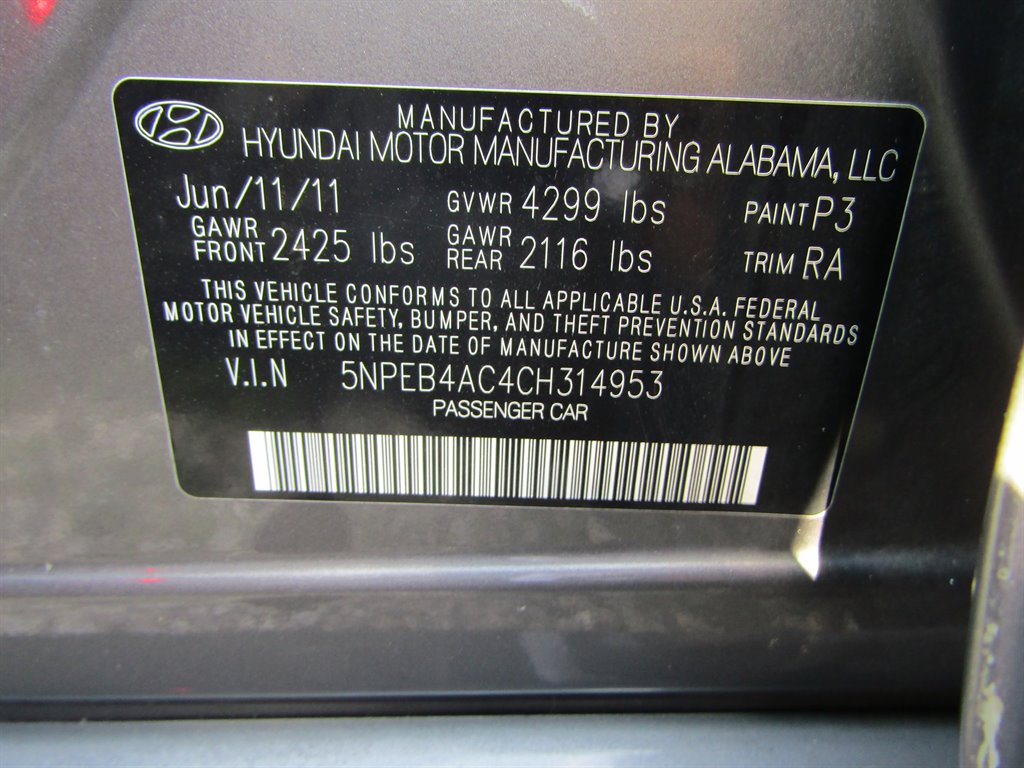 MANUFACTURED BY
HYUNDAI MOTOR MANUFACTURING ALABAMA, LLC
Jun/11/11 GVWR 4299 lbs PAINT P3
GAWR FRONT 2425 lbs GAWR REAR 2116 lbs TRIM RA
THIS VEHICLE CONFORMS TO ALL APPLICABLE U.S.A. FEDERAL
MOTOR VEHICLE SAFETY, BUMPER, AND THEFT PREVENTION STANDARDS
IN EFFECT ON THE DATE OF MANUFACTURE SHOWN ABOVE
V.I.N 5NPEB4AC4CH314953
PASSENGER CAR